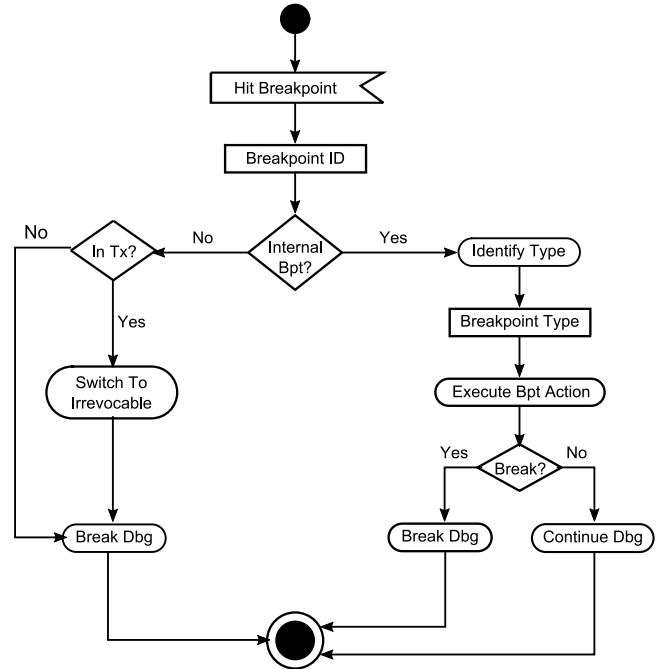 Hit Breakpoint
Breakpoint ID
No
In Tx?
No
Internal
Bpt?
Yes
Identify Type
Yes
Breakpoint Type
Switch To
Irrevocable
Execute Bpt Action
Yes
Break?
No
Break Dbg
Break Dbg
Continue Dbg